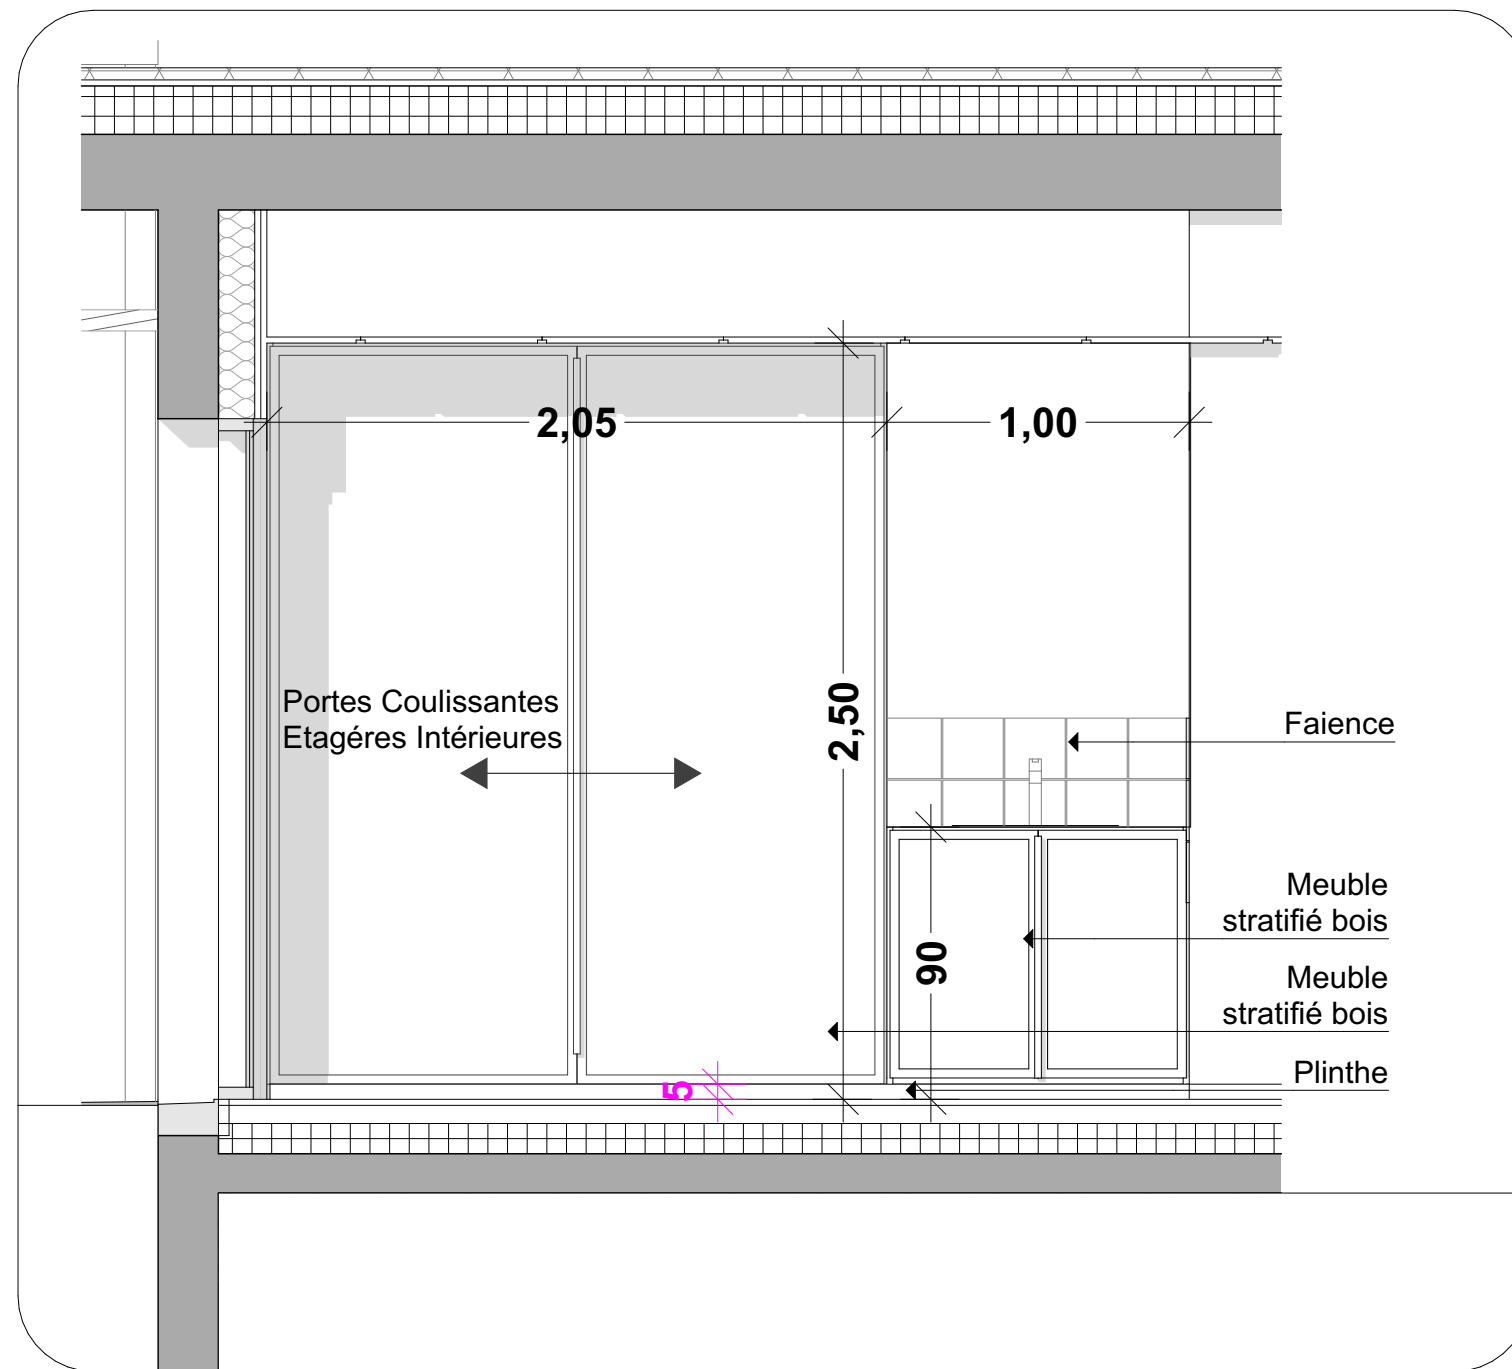 2,05
1,00
Portes Coulissantes
Etagéres Intérieures
2,50
Faience
90
Meuble
stratifié bois
Meuble
stratifié bois
Plinthe
5